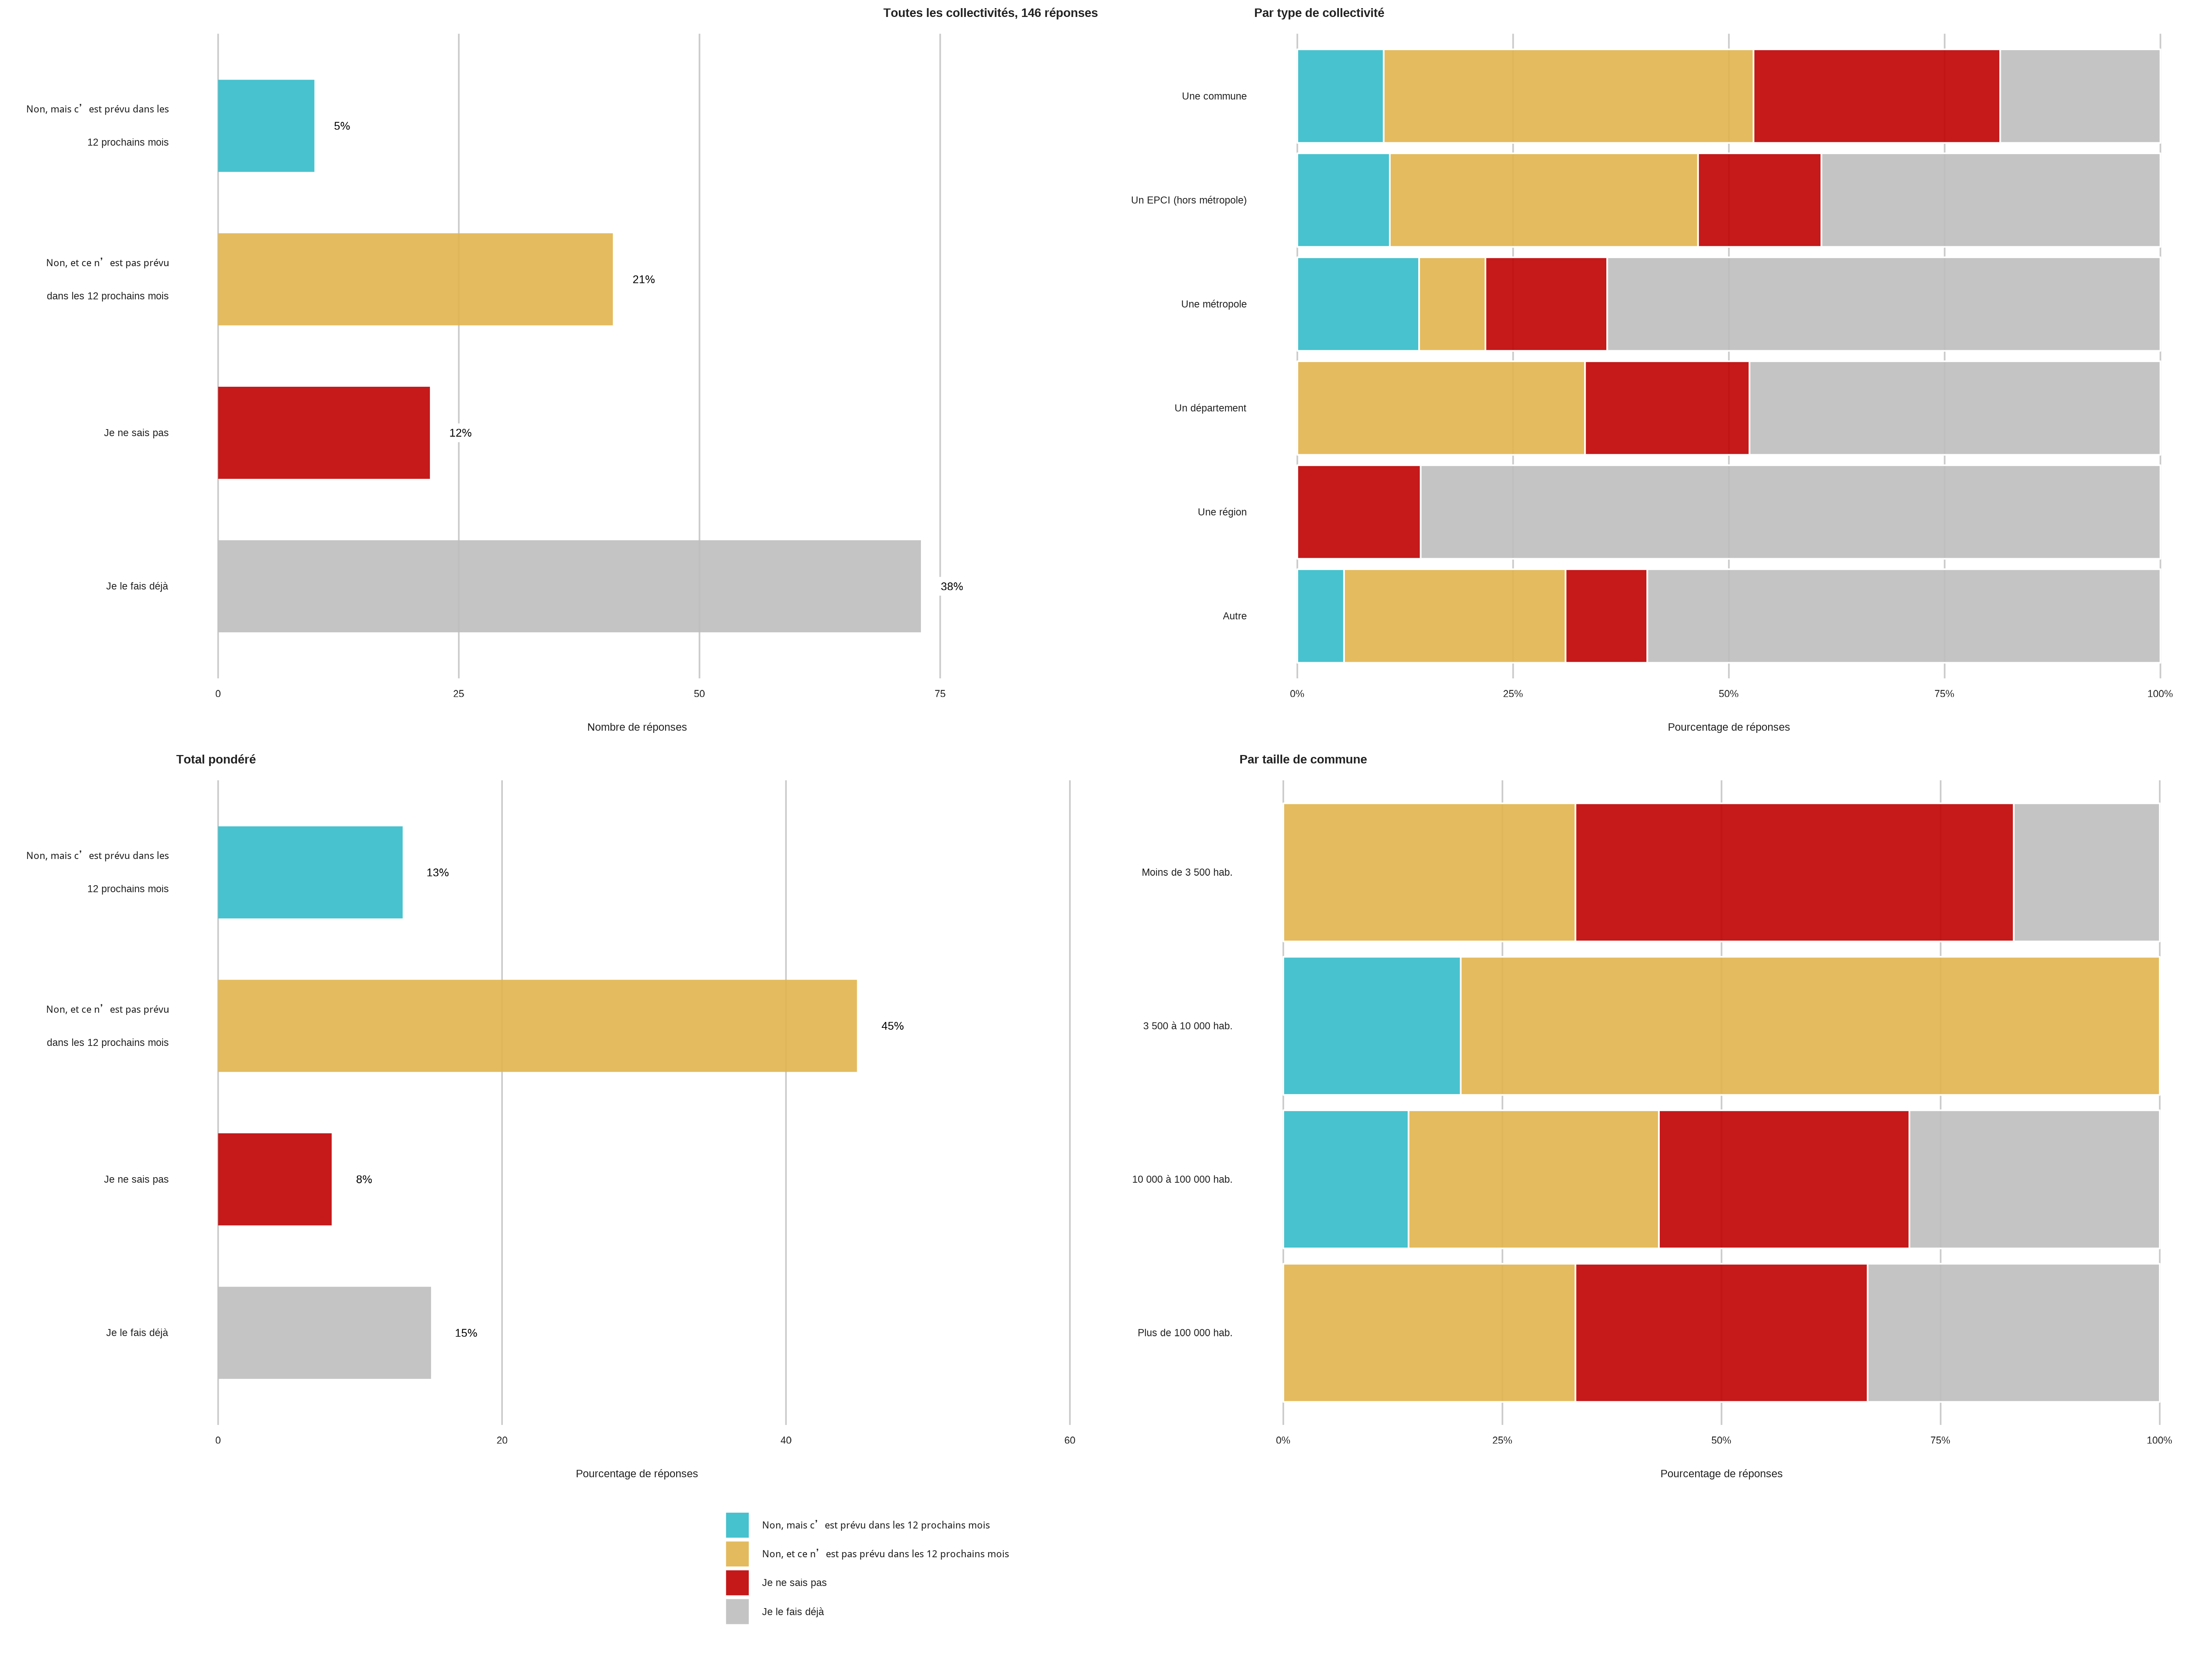 Toutes les collectivités, 146 réponses
Non, mais c’est prévu dans les
12 prochains mois
5%
Non, et ce n’est pas prévu
dans les 12 prochains mois
21%
Je ne sais pas
12%
Je le fais déjà
38%
0 25 50 75
Nombre de réponses
Par type de collectivité
Une commune
Un EPCI (hors métropole)
Une métropole
Un département
Une région
Autre
0% 25% 50% 75% 100%
Pourcentage de réponses
Total pondéré
Non, mais c’est prévu dans les
12 prochains mois
13%
Non, et ce n’est pas prévu
dans les 12 prochains mois
45%
Je ne sais pas
8%
Je le fais déjà
15%
0 20 40 60
Pourcentage de réponses
Par taille de commune
Moins de 3 500 hab.
3 500 à 10 000 hab.
10 000 à 100 000 hab.
Plus de 100 000 hab.
0% 25% 50% 75% 100%
Pourcentage de réponses
Non, mais c’est prévu dans les 12 prochains mois
Non, et ce n’est pas prévu dans les 12 prochains mois
Je ne sais pas
Je le fais déjà